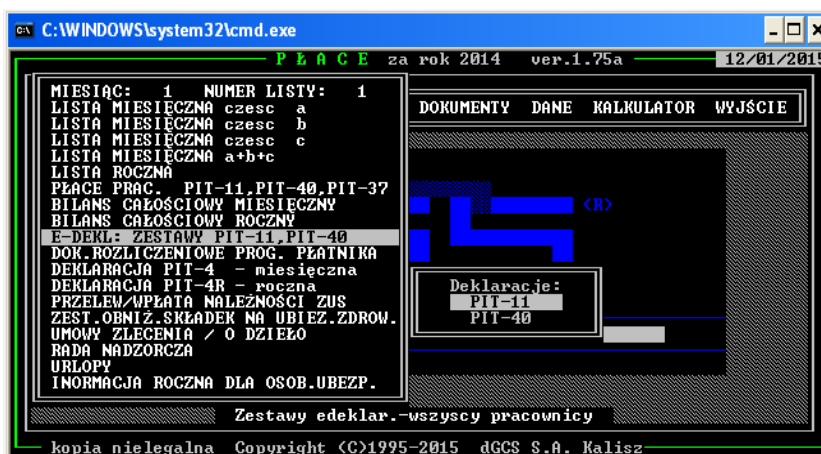 C:\WINDOWS\system32\cmd.exe
P Ł A C E za rok 2014 ver.1.75a 12/01/2015
MIESIĄC: 1 NUMER LISTY: 1
DOKUMENTY DANE KALKULATOR WYJŚCIE
LISTA MIESIĘCZNA czesc a
LISTA MIESIĘCZNA czesc b
LISTA MIESIĘCZNA czesc c
LISTA MIESIĘCZNA a+b+c
LISTA ROCZNA
PŁACE PRAC. PIT-11,PIT-40,PIT-37
BILANS CAŁOŚCIOWY MIESIĘCZNY
BILANS CAŁOŚCIOWY ROCZNY
E-DEKL: ZESTAWY PIT-11,PIT-40
DOK.ROZLICZENIOWE PROG. PŁATNIKA
DEKLARACJA PIT-4 - miesięczna
DEKLARACJA PIT-4R - roczna
PRZELEW/WPŁATA NALEŻNOŚCI ZUS
ZEST.OBNIŻ.SKŁADEK NA UBIEZ.ZDROW.
UMOWY ZLECENIA / O DZIEŁO
RADA NADZORCZA
URLOPY
INORMACJA ROCZNA DLA OSOB.UBEZP.
<R>
Deklaracje:
PIT-11
PIT-40
Zestawy edeklar.-wszyscy pracownicy
kopia nielegalna Copyright (C)1995-2015 dGCS S.A. Kalisz